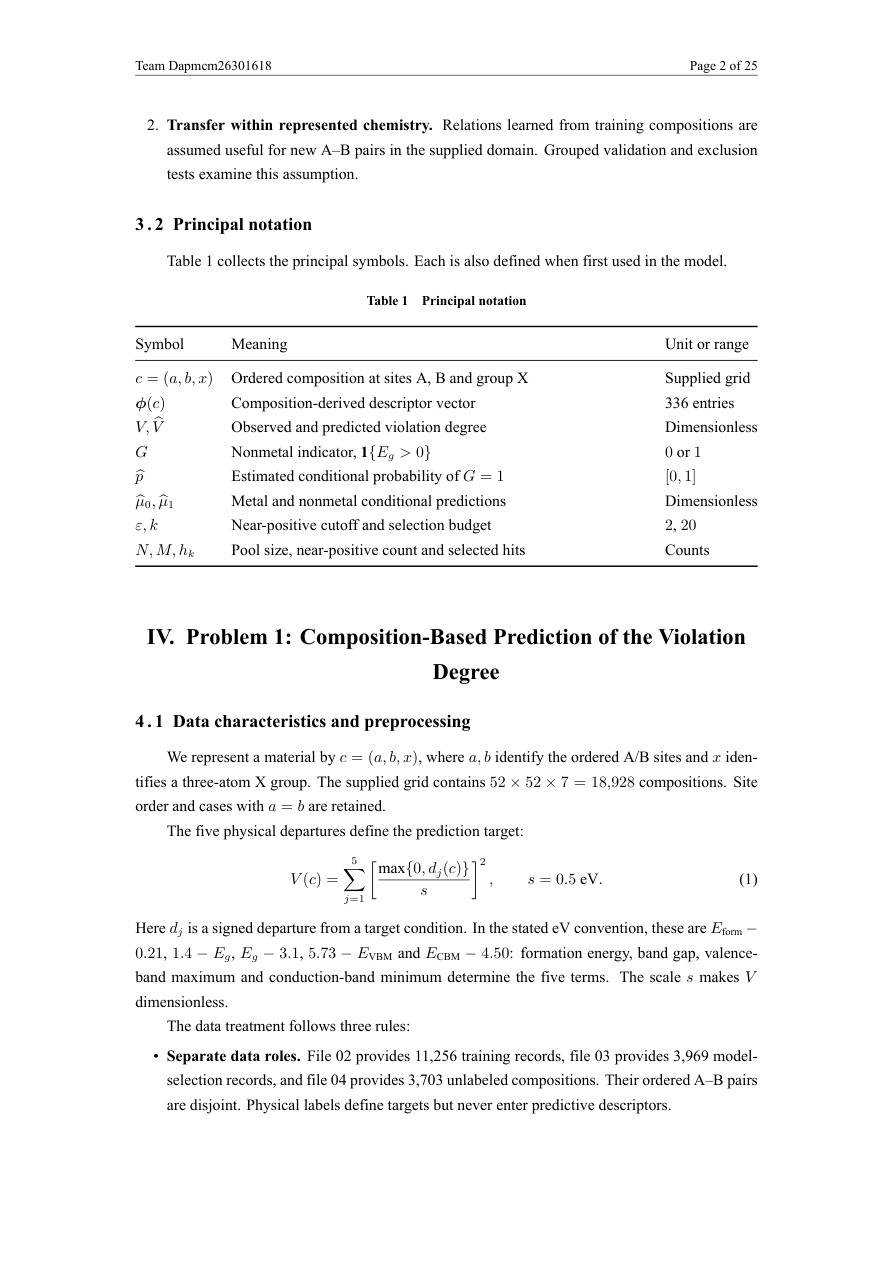 Team Dapmcm26301618 Page 2 of 25
2. Transfer within represented chemistry. Relations learned from training compositions are
assumed useful for new A–B pairs in the supplied domain. Grouped validation and exclusion
tests examine this assumption.
3 . 2 Principal notation
Table 1 collects the principal symbols. Each is also defined when first used in the model.
Table 1 Principal notation
Symbol Meaning Unit or range
c = (a, b, x) Ordered composition at sites A, B and group X Supplied grid
ϕ(c) Composition-derived descriptor vector 336 entries
V, V̂ Observed and predicted violation degree Dimensionless
G Nonmetal indicator, 1{E_g > 0} 0 or 1
p̂ Estimated conditional probability of G = 1 [0, 1]
μ̂₀, μ̂₁ Metal and nonmetal conditional predictions Dimensionless
ε, k Near-positive cutoff and selection budget 2, 20
N, M, h_k Pool size, near-positive count and selected hits Counts
IV. Problem 1: Composition-Based Prediction of the Violation
Degree
4 . 1 Data characteristics and preprocessing
We represent a material by c = (a, b, x), where a, b identify the ordered A/B sites and x iden-
tifies a three-atom X group. The supplied grid contains 52 × 52 × 7 = 18,928 compositions. Site
order and cases with a = b are retained.
The five physical departures define the prediction target:
V(c) = ∑_{j=1}^{5} [max{0, d_j(c)} / s]², s = 0.5 eV. (1)
Here d_j is a signed departure from a target condition. In the stated eV convention, these are E_form −
0.21, 1.4 − E_g, E_g − 3.1, 5.73 − E_VBM and E_CBM − 4.50: formation energy, band gap, valence-
band maximum and conduction-band minimum determine the five terms. The scale s makes V
dimensionless.
The data treatment follows three rules:
• Separate data roles. File 02 provides 11,256 training records, file 03 provides 3,969 model-
selection records, and file 04 provides 3,703 unlabeled compositions. Their ordered A–B pairs
are disjoint. Physical labels define targets but never enter predictive descriptors.